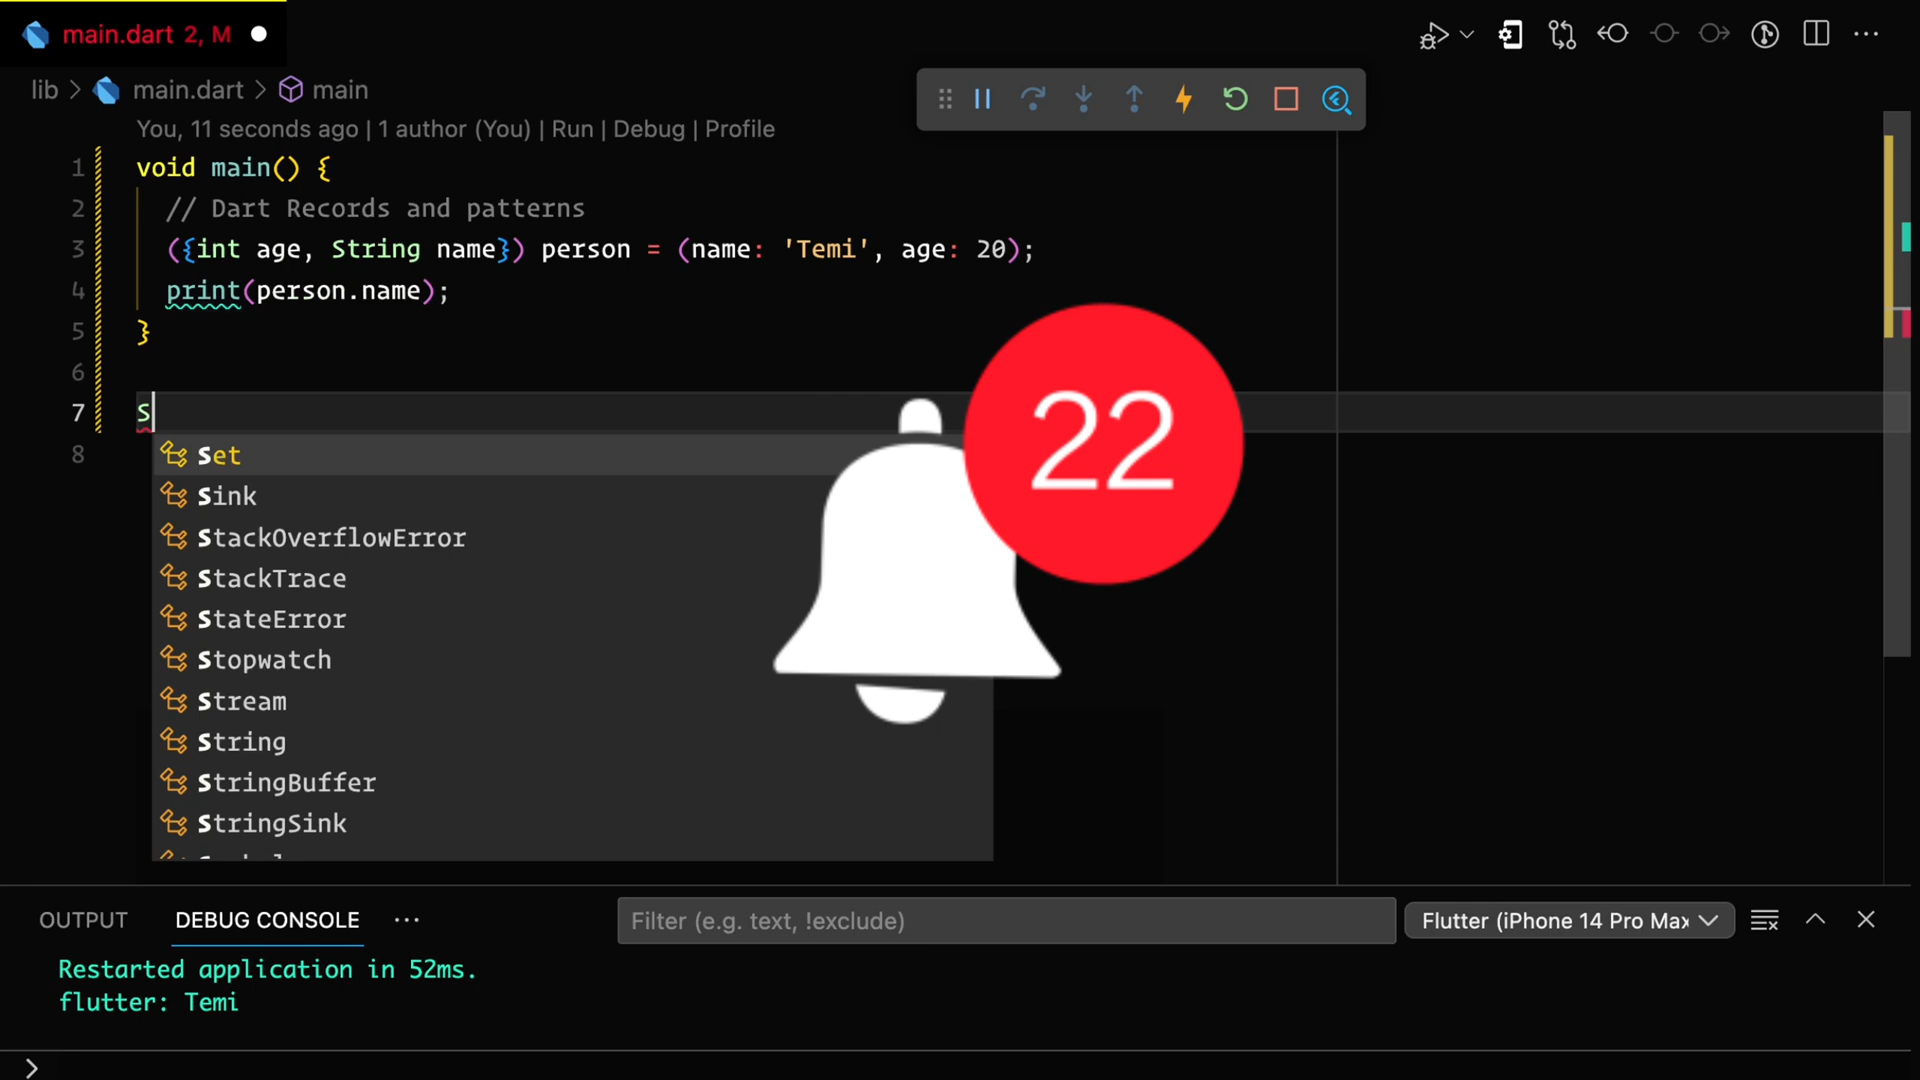 main.dart 2, M
lib > main.dart > main
You, 11 seconds ago | 1 author (You) | Run | Debug | Profile
1 void main() {
2 // Dart Records and patterns
3 ({int age, String name}) person = (name: 'Temi', age: 20);
4 print(person.name);
5 }
6
7 S
8
Set
Sink
StackOverflowError
StackTrace
StateError
Stopwatch
Stream
String
StringBuffer
StringSink
22
OUTPUT DEBUG CONSOLE ··· Filter (e.g. text, !exclude) Flutter (iPhone 14 Pro Max
Restarted application in 52ms.
flutter: Temi
>